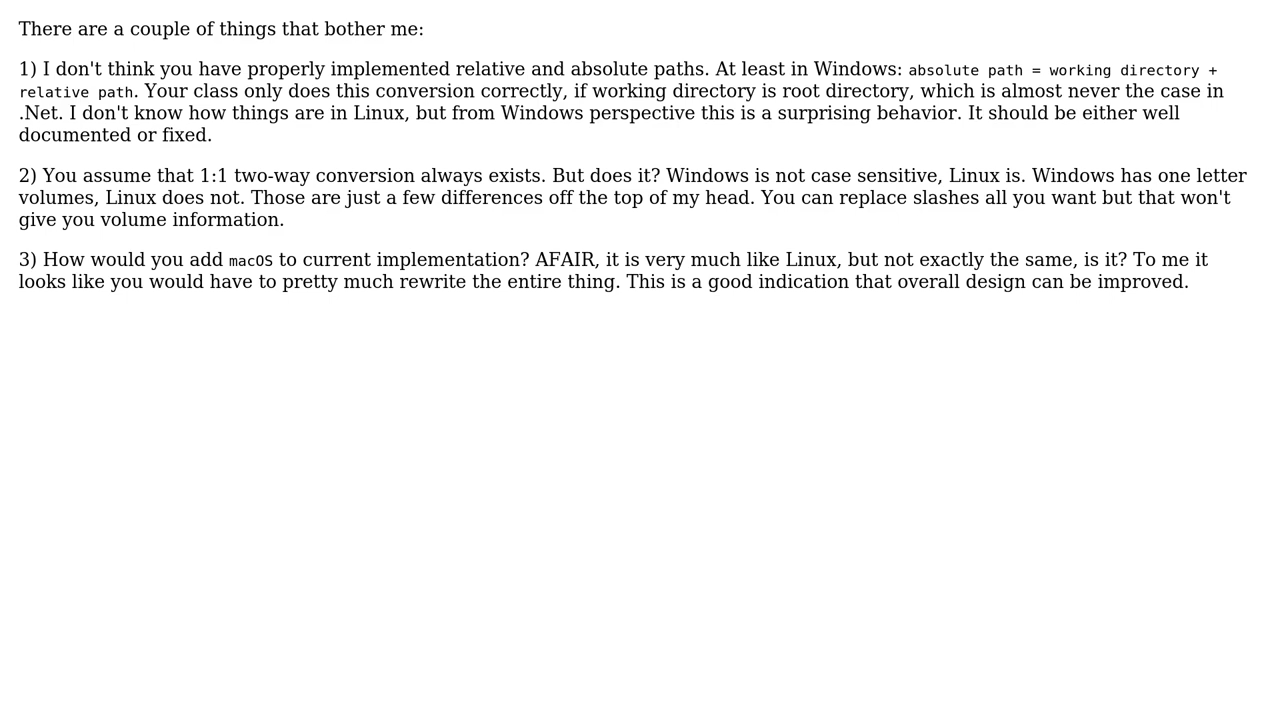 There are a couple of things that bother me:
1) I don't think you have properly implemented relative and absolute paths. At least in Windows: absolute path = working directory +
relative path. Your class only does this conversion correctly, if working directory is root directory, which is almost never the case in
.Net. I don't know how things are in Linux, but from Windows perspective this is a surprising behavior. It should be either well
documented or fixed.
2) You assume that 1:1 two-way conversion always exists. But does it? Windows is not case sensitive, Linux is. Windows has one letter
volumes, Linux does not. Those are just a few differences off the top of my head. You can replace slashes all you want but that won't
give you volume information.
3) How would you add macOS to current implementation? AFAIR, it is very much like Linux, but not exactly the same, is it? To me it
looks like you would have to pretty much rewrite the entire thing. This is a good indication that overall design can be improved.